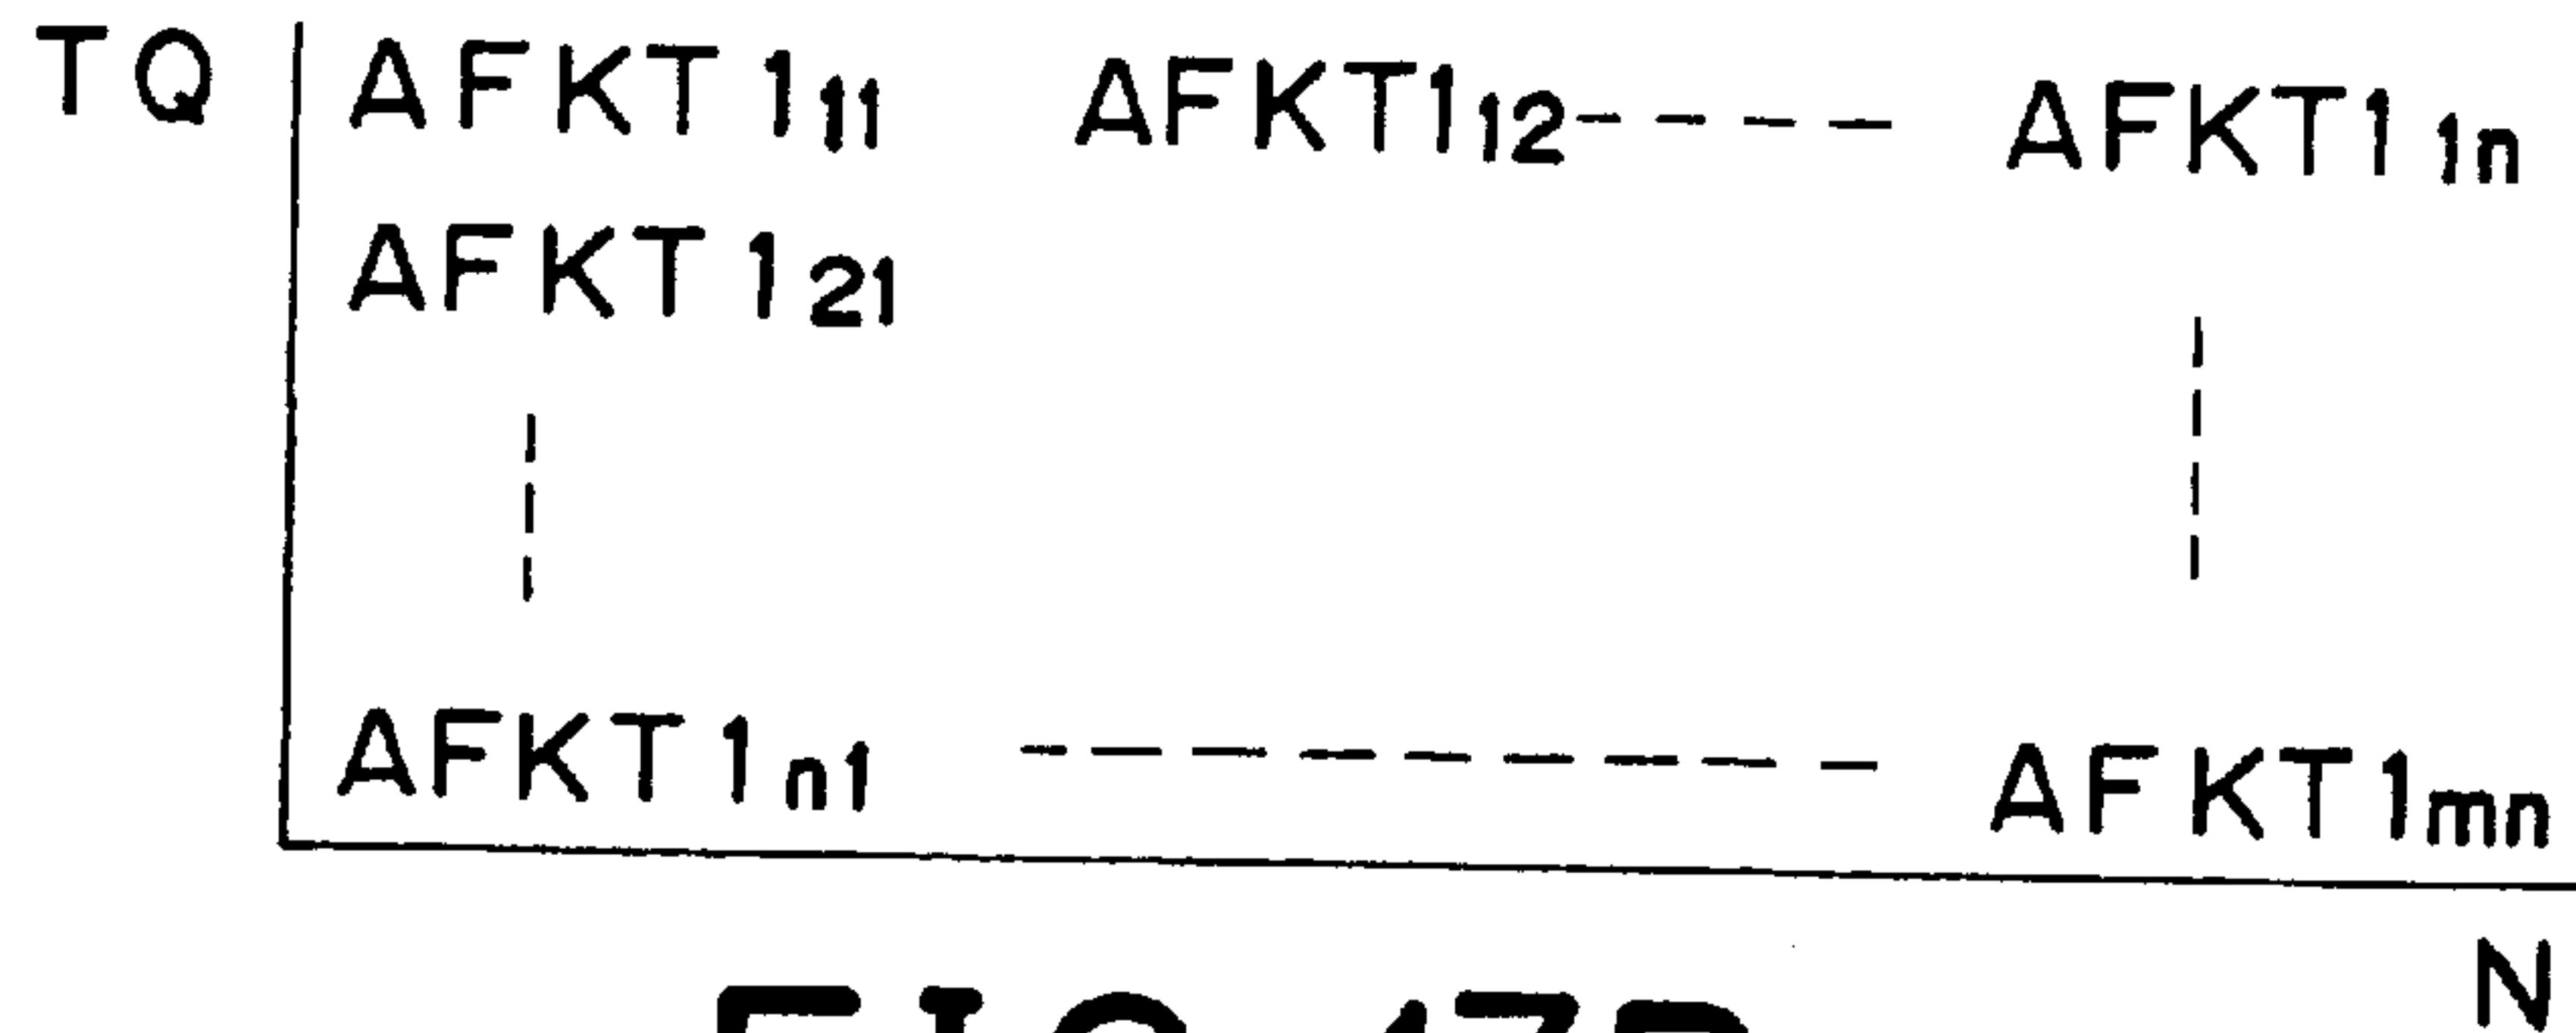 TQ AFKT1₁₁ AFKT1₁₂ ---- AFKT1₁ₙ
AFKT1₂₁
AFKT1ₙ₁ --------- AFKT1ₘₙ
N